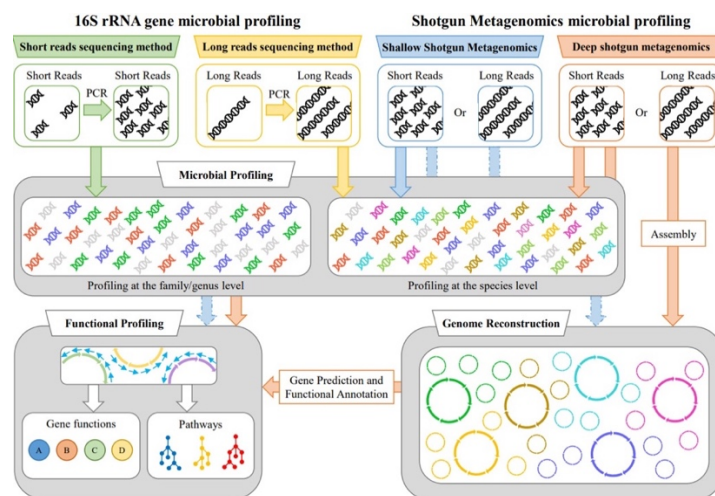 16S rRNA gene microbial profiling
Shotgun Metagenomics microbial profiling
Short reads sequencing method
Long reads sequencing method
Shallow Shotgun Metagenomics
Deep shotgun metagenomics
Short Reads
PCR
Short Reads
Long Reads
PCR
Long Reads
Short Reads
Or
Long Reads
Short Reads
Or
Long Reads
Microbial Profiling
Profiling at the family/genus level
Profiling at the species level
Assembly
Functional Profiling
Gene functions
A
B
C
D
Pathways
Gene Prediction and
Functional Annotation
Genome Reconstruction